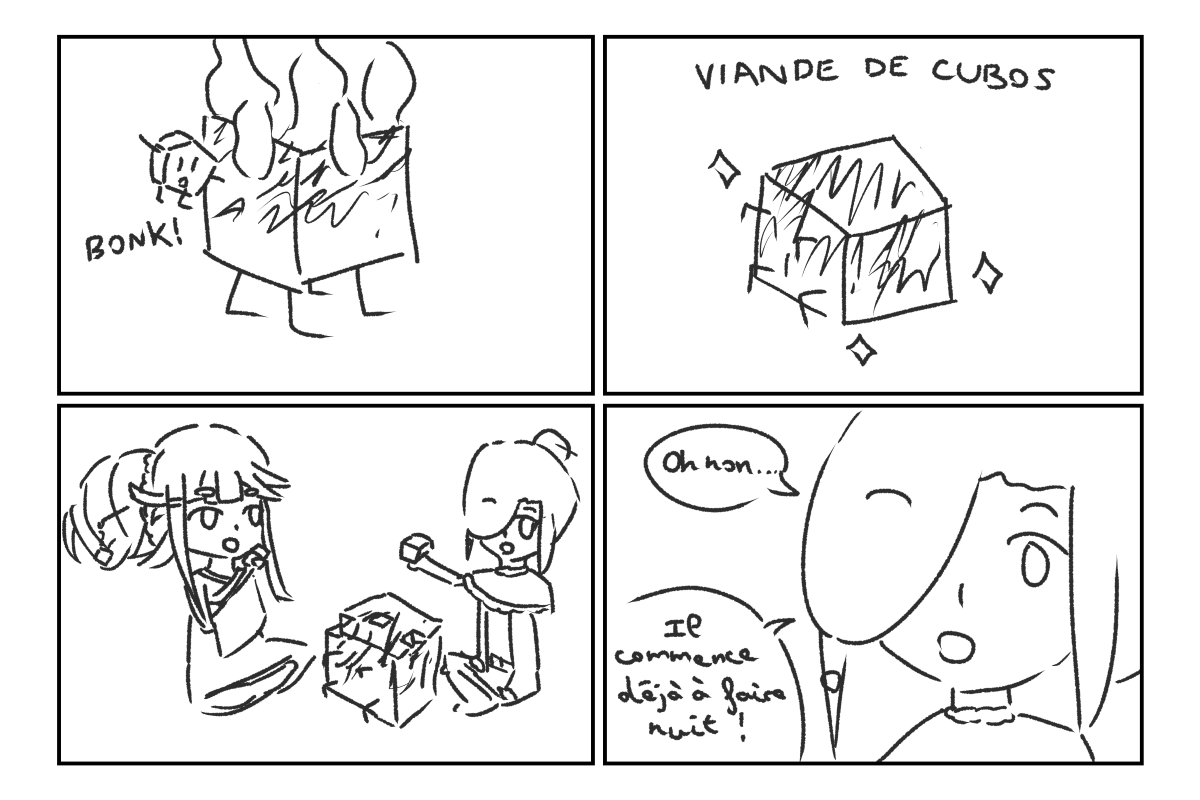 BONK!
VIANDE DE CUBOS
Oh non...
Il
commence
déjà à faire
nuit !